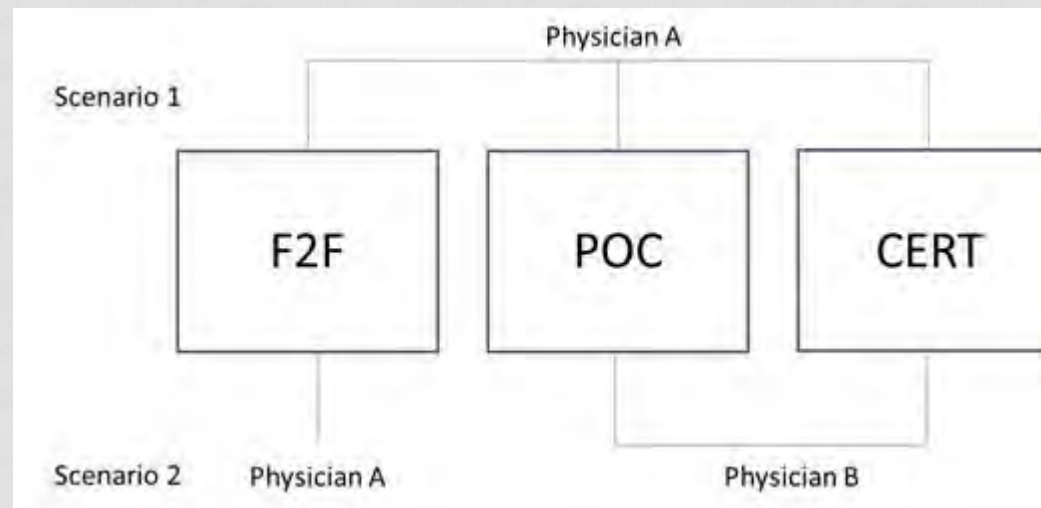 Physician A
Scenario 1
F2F
POC
CERT
Scenario 2 Physician A Physician B